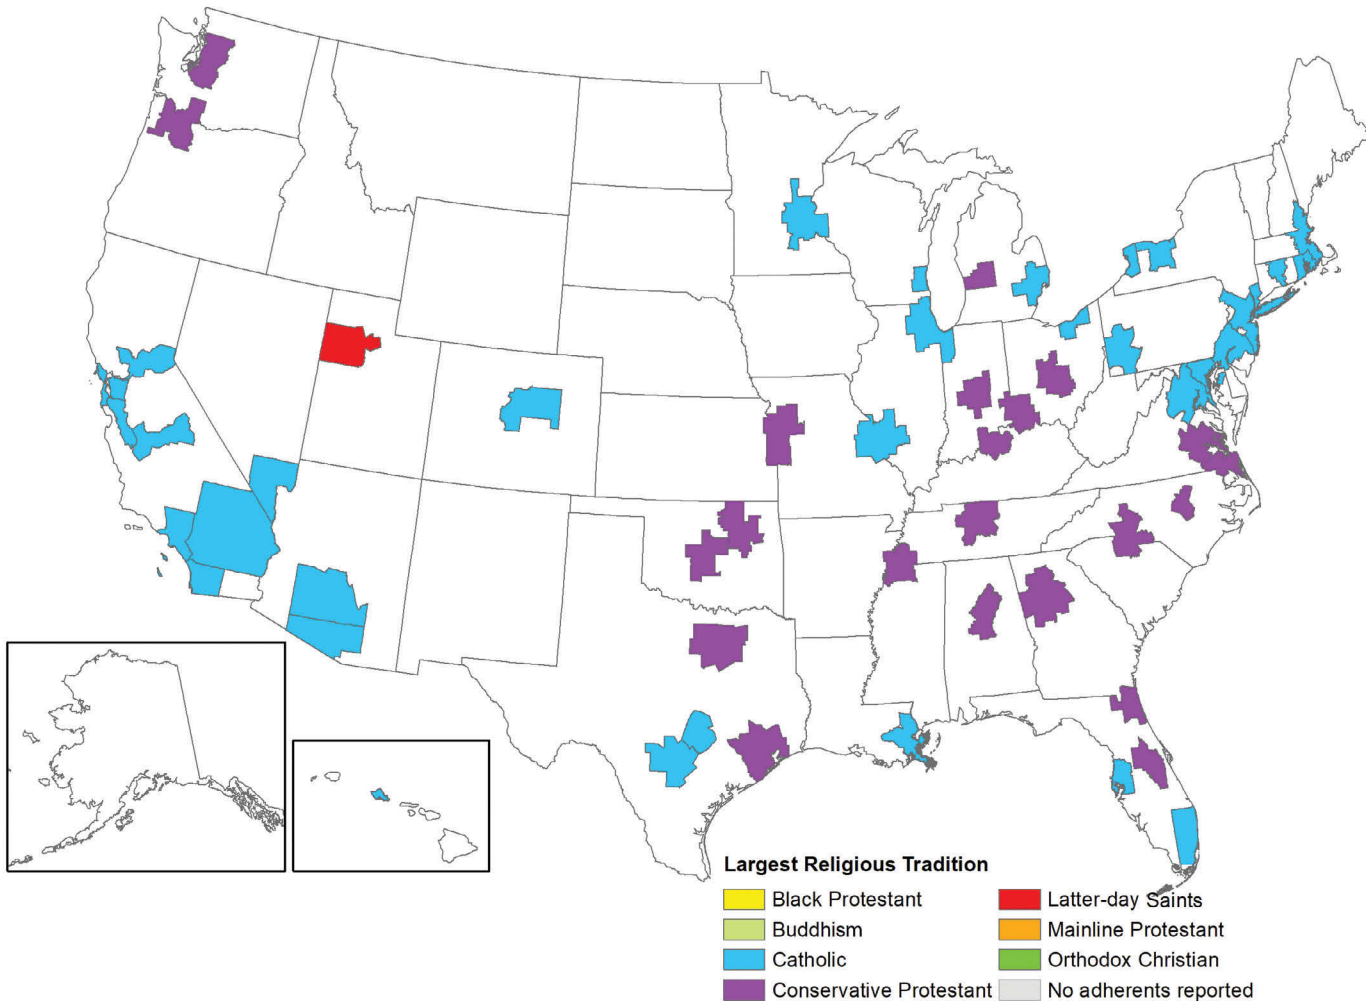 Largest Religious Tradition
Black Protestant
Buddhism
Catholic
Conservative Protestant
Latter-day Saints
Mainline Protestant
Orthodox Christian
No adherents reported